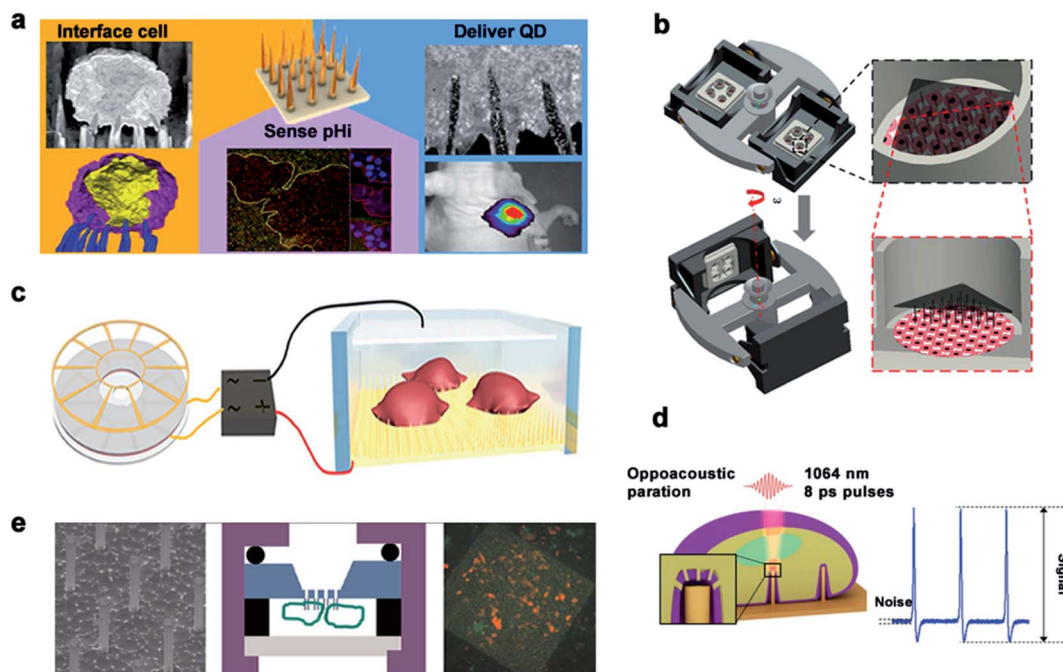 a
Interface cell
Deliver QD
Sense pHi
b
ω
c
~ −
~ +
d
Oppoacoustic
paration
1064 nm
8 ps pulses
Noise
Signal
e